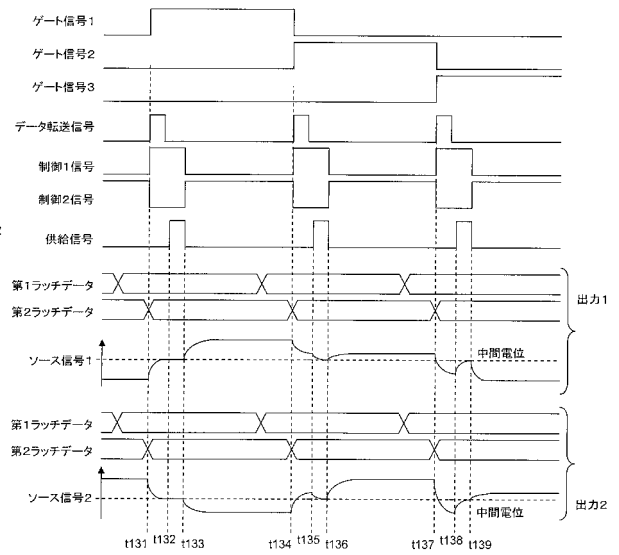 ゲート信号1
ゲート信号2
ゲート信号3
データ転送信号
制御1信号
制御2信号
供給信号
第1ラッチデータ
第2ラッチデータ
出力1
ソース信号1
中間電位
第1ラッチデータ
第2ラッチデータ
ソース信号2
出力2
中間電位
t131 t132 t133 t134 t135 t136 t137 t138 t139